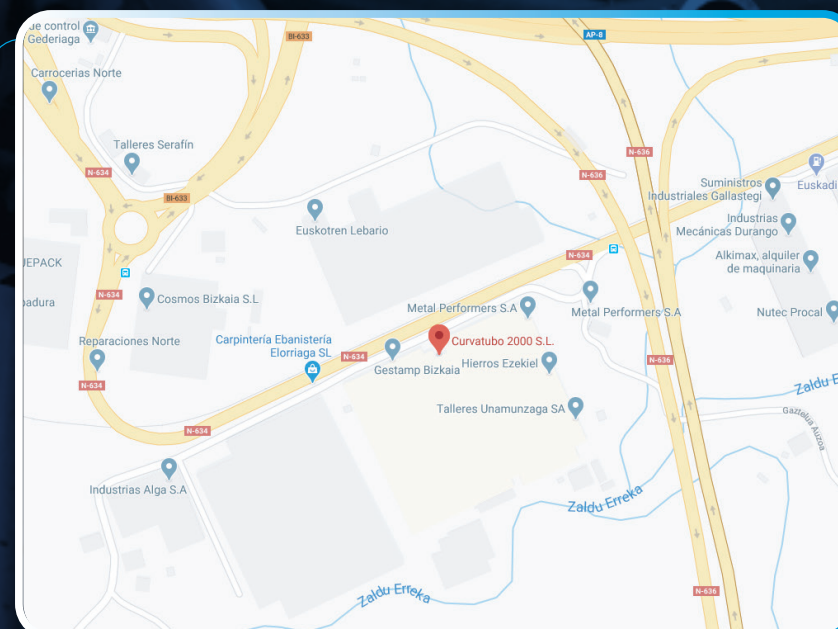 de control
Gederiaga
BI-633
AP-8
Carrocerias Norte
Talleres Serafín
N-634
N-636
N-636
BI-633
Suministros
Industriales Gallastegi
Euskadi
Euskotren Lebario
Industrias
Mecánicas Durango
JEPACK
N-634
Alkimax, alquiler
de maquinaria
N-634
Cosmos Bizkaia S.L
Metal Performers S.A
Metal Performers S.A
Nutec Procal
Reparaciones Norte
Carpintería Ebanistería
Elorriaga SL
Curvatubo 2000 S.L.
N-634
Gestamp Bizkaia
Hierros Ezekiel
N-636
N-634
Zaldu E
Talleres Unamunzaga SA
Gaztelua Auzoa
N-634
Industrias Alga S.A
Zaldu Erreka
Zaldu Erreka
N-636